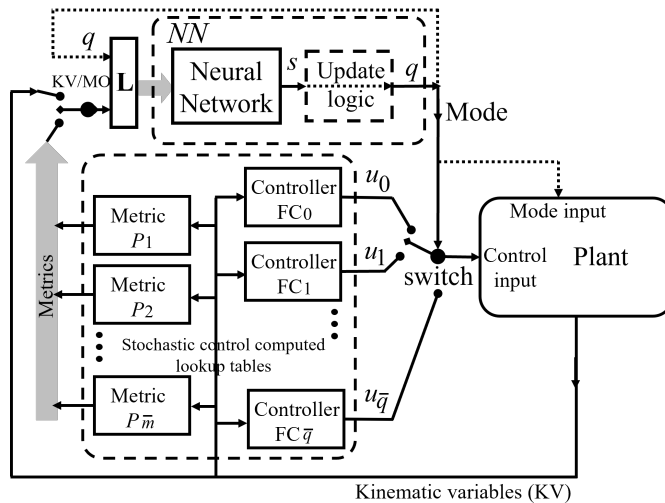 NN
q
L
KV/MO
Neural
Network
s
Update
logic
q
Mode
Metrics
Metric
P1
Metric
P2
Metric
Pm̅
Controller
FC0
Controller
FC1
Controller
FCq̅
Stochastic control computed
lookup tables
u0
u1
uq̅
switch
Mode input
Control
input
Plant
Kinematic variables (KV)